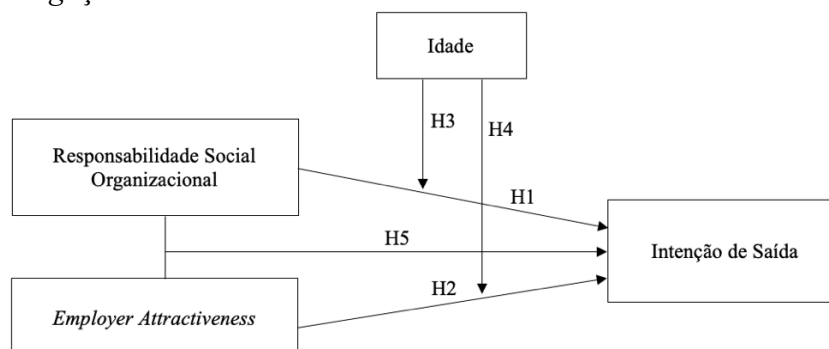 Idade
H3
H4
Responsabilidade Social
Organizacional
H1
H5
Intenção de Saída
H2
Employer Attractiveness